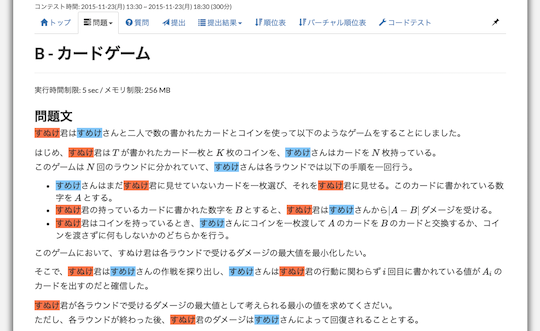 コンテスト時間: 2015-11-23(月) 13:30 ~ 2015-11-23(月) 18:30 (300分)
トップ 問題 質問 提出 提出結果 順位表 バーチャル順位表 コードテスト
B - カードゲーム
実行時間制限: 5 sec / メモリ制限: 256 MB
問題文
すぬけ君はすめけさんと二人で数の書かれたカードとコインを使って以下のようなゲームをすることにしました。
はじめ、すぬけ君は T が書かれたカード一枚と K 枚のコインを、すめけさんはカードを N 枚持っている。
このゲームは N 回のラウンドに分かれていて、すめけさんは各ラウンドでは以下の手順を一回行う。
• すめけさんはまだすぬけ君に見せていないカードを一枚選び、それをすぬけ君に見せる。このカードに書かれている数
字を A とする。
• すぬけ君の持っているカードに書かれた数字を B とすると、すぬけ君はすめけさんから |A − B| ダメージを受ける。
• すぬけ君はコインを持っているとき、すめけさんにコインを一枚渡して A のカードを B のカードと交換するか、コイ
ンを渡さずに何もしないかのどちらかを行う。
このゲームにおいて、すぬけ君は各ラウンドで受けるダメージの最大値を最小化したい。
そこで、すぬけ君はすめけさんの作戦を探り出し、すめけさんはすぬけ君の行動に関わらず i 回目に書かれている値が Ai の
カードを出すのだと確信した。
すぬけ君が各ラウンドで受けるダメージの最大値として考えられる最小の値を求めてください。
ただし、各ラウンドが終わった後、すぬけ君のダメージはすめけさんによって回復されることとする。